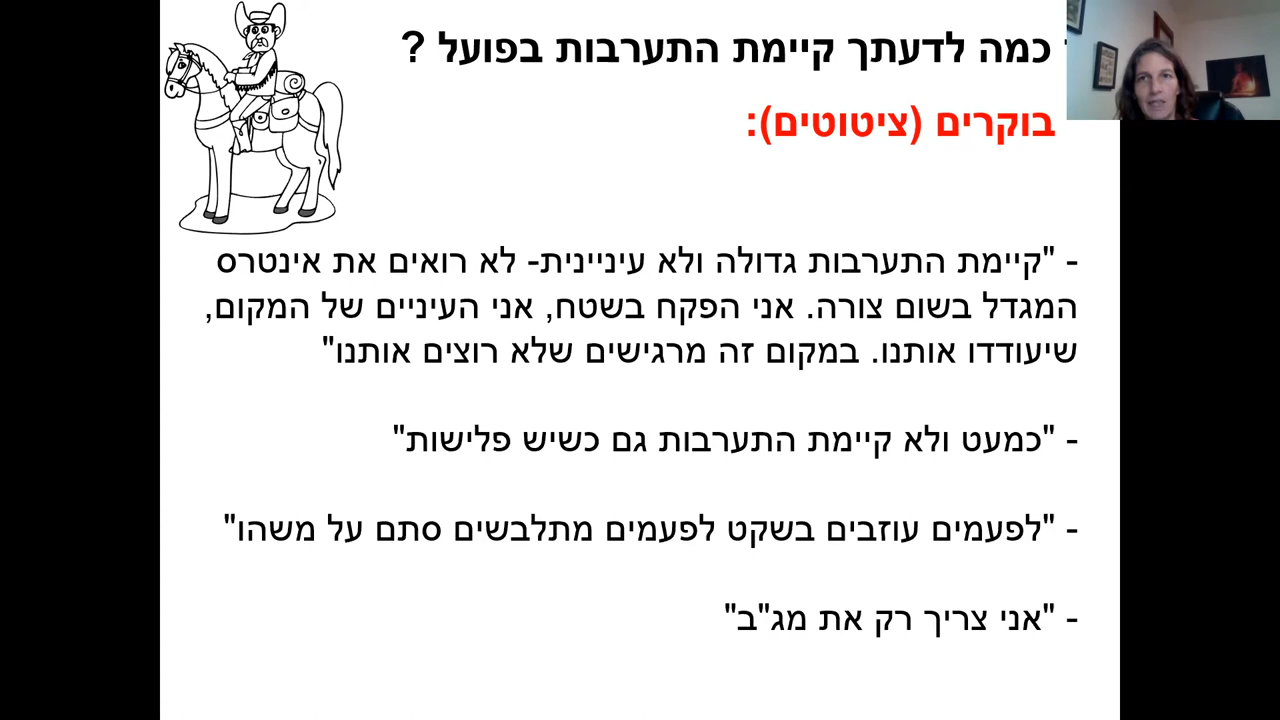 כמה לדעתך קיימת התערבות בפועל ?
בוקרים (ציטוטים):
- "קיימת התערבות גדולה ולא עיניינית- לא רואים את אינטרס
המגדל בשום צורה. אני הפקח בשטח, אני העיניים של המקום,
שיעודדו אותנו. במקום זה מרגישים שלא רוצים אותנו"
- "כמעט ולא קיימת התערבות גם כשיש פלישות"
- "לפעמים עוזבים בשקט לפעמים מתלבשים סתם על משהו"
- "אני צריך רק את מג"ב"